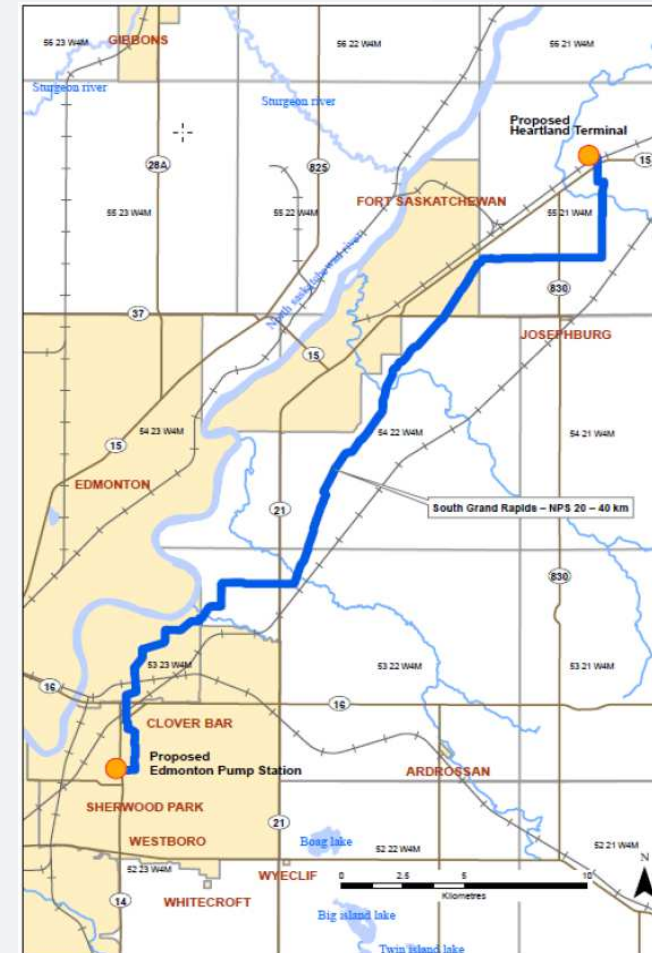 55 23 W4M
GIBBONS
55 22 W4M
55 21 W4M
Sturgeon river
Sturgeon river
Proposed
Heartland Terminal
28A
825
15
FORT SASKATCHEWAN
55 23 W4M
55 22 W4M
55 21 W4M
North saskatchewan river
830
37
15
JOSEPHBURG
54 23 W4M
54 22 W4M
54 21 W4M
15
EDMONTON
21
South Grand Rapids – NPS 20 – 40 km
830
53 23 W4M
53 22 W4M
53 21 W4M
16
16
CLOVER BAR
Proposed
Edmonton Pump Station
ARDROSSAN
SHERWOOD PARK
21
WESTBORO
Boag lake
52 22 W4M
52 21 W4M
52 23 W4M
WYECLIF
N
0 2.5 5 10
Kilometres
14
WHITECROFT
Big island lake
Twin island lake